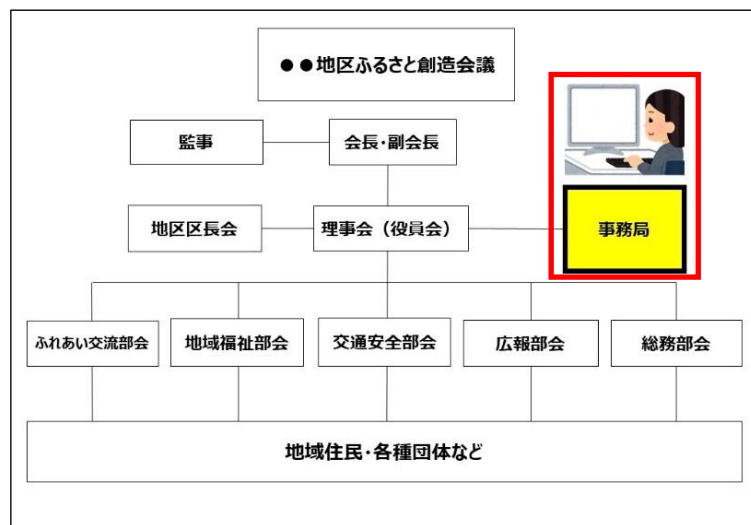 ●●地区ふるさと創造会議
監事
会長・副会長
地区区長会
理事会（役員会）
事務局
ふれあい交流部会
地域福祉部会
交通安全部会
広報部会
総務部会
地域住民・各種団体など